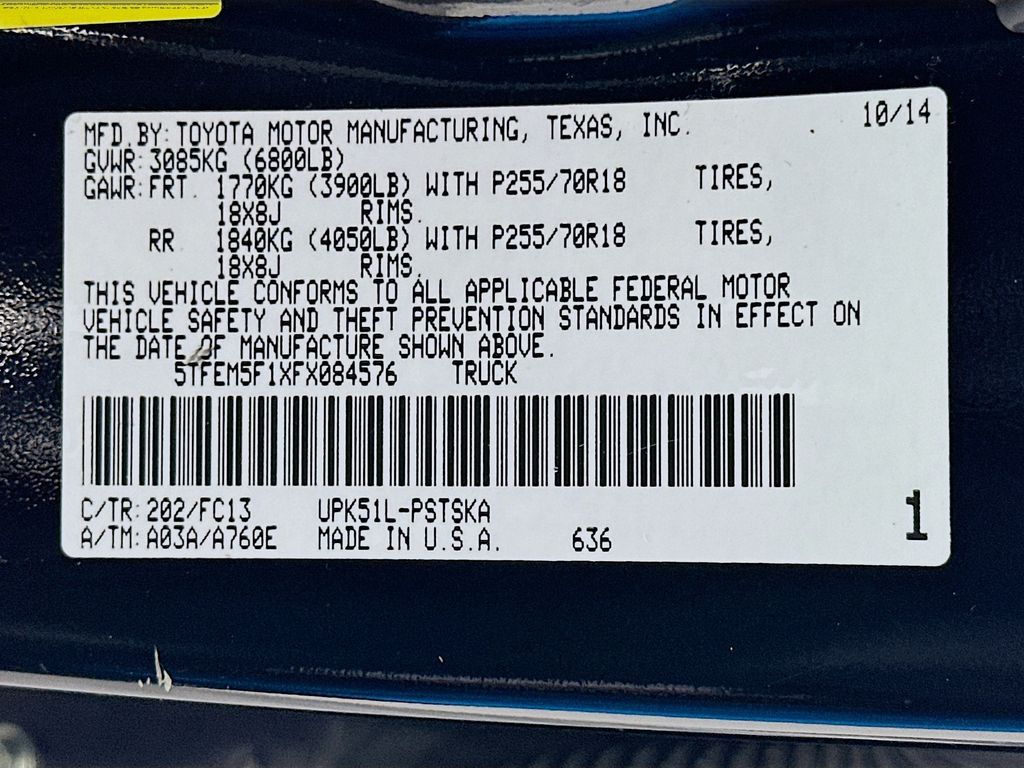 MFD.BY: TOYOTA MOTOR MANUFACTURING, TEXAS, INC. 10/14
GVWR: 3085KG (6800LB)
GAWR: FRT. 1770KG (3900LB) WITH P255/70R18 TIRES,
18X8J RIMS.
RR 1840KG (4050LB) WITH P255/70R18 TIRES,
18X8J RIMS.
THIS VEHICLE CONFORMS TO ALL APPLICABLE FEDERAL MOTOR
VEHICLE SAFETY AND THEFT PREVENTION STANDARDS IN EFFECT ON
THE DATE OF MANUFACTURE SHOWN ABOVE.
5TFEM5F1XFX084576 TRUCK
C/TR: 202/FC13 UPK51L-PSTSKA
A/TM: A03A/A760E MADE IN U.S.A. 636 1